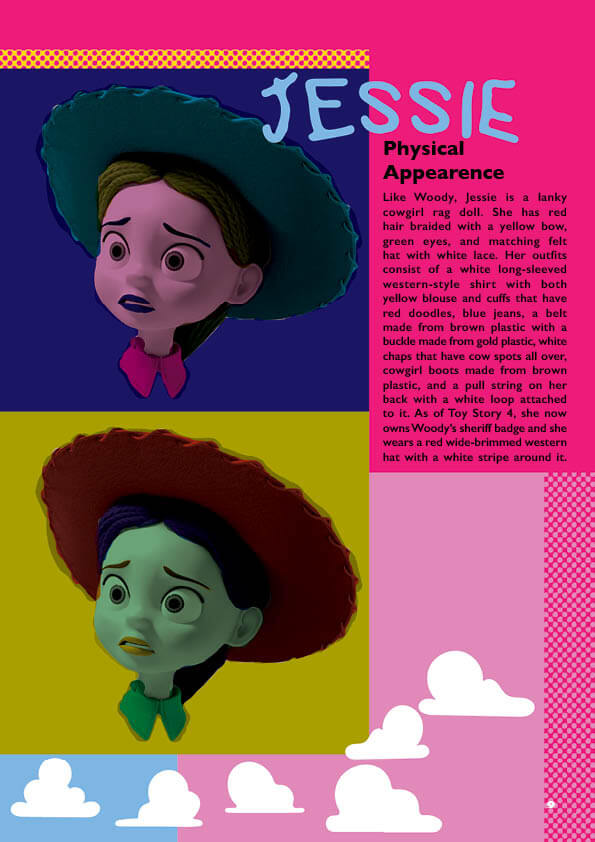 JESSIE
Physical
Appearence
Like Woody, Jessie is a lanky
cowgirl rag doll. She has red
hair braided with a yellow bow,
green eyes, and matching felt
hat with white lace. Her outfits
consist of a white long-sleeved
western-style shirt with both
yellow blouse and cuffs that have
red doodles, blue jeans, a belt
made from brown plastic with a
buckle made from gold plastic, white
chaps that have cow spots all over,
cowgirl boots made from brown
plastic, and a pull string on her
back with a white loop attached
to it. As of Toy Story 4, she now
owns Woody's sheriff badge and she
wears a red wide-brimmed western
hat with a white stripe around it.